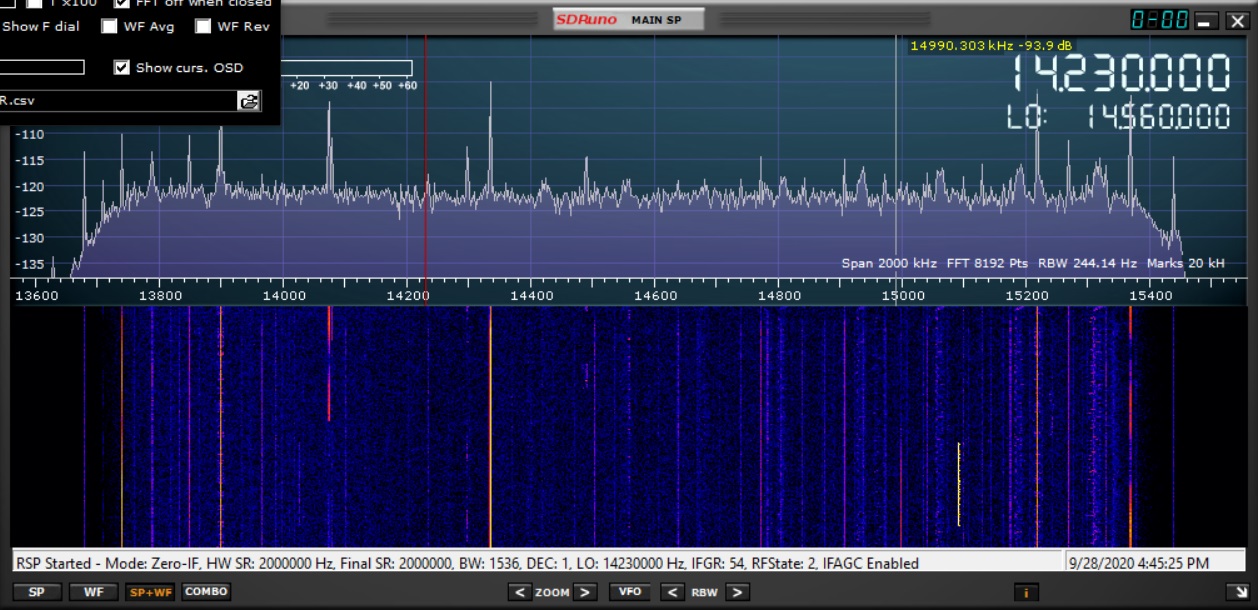 T x100 FFT off when closed
Show F dial WF Avg WF Rev
Show curs. OSD
R.csv
SDRuno MAIN SP
0-00
14990.303 kHz -93.9 dB
14.230.000
LO: 14.560.000
+20 +30 +40 +50 +60
-110
-115
-120
-125
-130
-135
Span 2000 kHz FFT 8192 Pts RBW 244.14 Hz Marks 20 kH
13600 13800 14000 14200 14400 14600 14800 15000 15200 15400
RSP Started - Mode: Zero-IF, HW SR: 2000000 Hz, Final SR: 2000000, BW: 1536, DEC: 1, LO: 14230000 Hz, IFGR: 54, RFState: 2, IFAGC Enabled
9/28/2020 4:45:25 PM
SP WF SP+WF COMBO < ZOOM > VFO < RBW > i